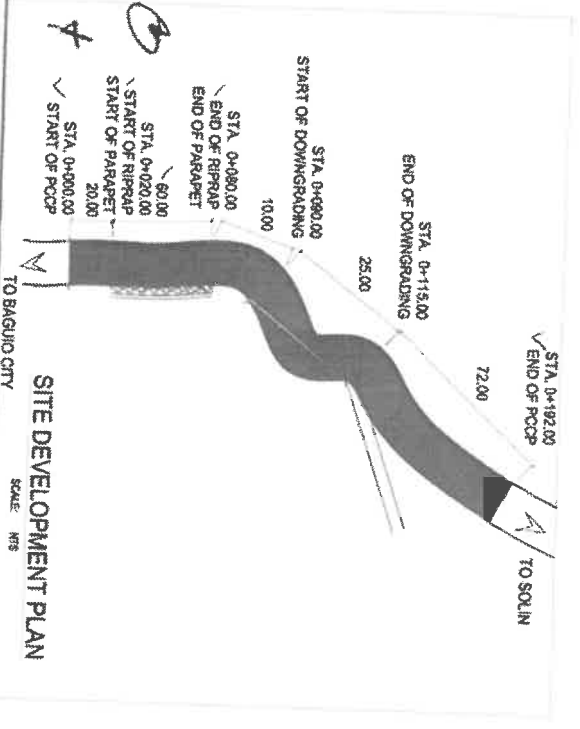 STA. 0+192.00
END OF PCCP
TO SOLIN
72.00
STA. 0+115.00
END OF DOWNGRADING
25.00
STA. 0+090.00
START OF DOWNGRADING
10.00
STA. 0+080.00
END OF RIPRAP
END OF PARAPET
60.00
STA. 0+020.00
START OF RIPRAP
START OF PARAPET
20.00
STA. 0+000.00
START OF PCCP
TO BAGUIO CITY
SITE DEVELOPMENT PLAN
SCALE: NTS